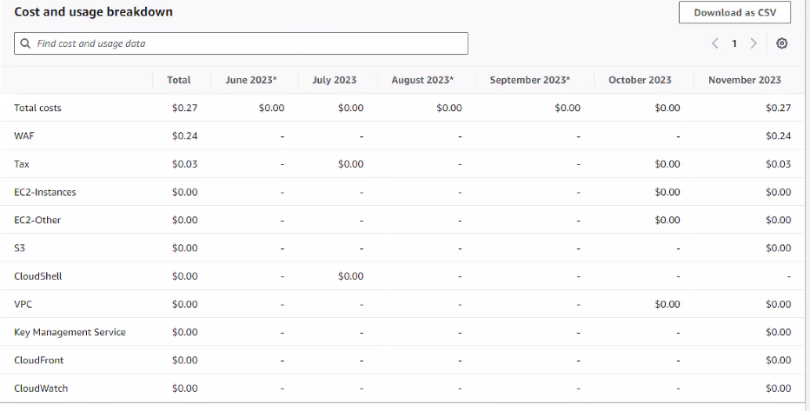 Cost and usage breakdown
Download as CSV
Find cost and usage data
1
Total June 2023* July 2023 August 2023* September 2023* October 2023 November 2023
Total costs $0.27 $0.00 $0.00 $0.00 $0.00 $0.00 $0.27
WAF $0.24 - - - - - $0.24
Tax $0.03 - $0.00 - - $0.00 $0.03
EC2-Instances $0.00 - - - - $0.00 $0.00
EC2-Other $0.00 - - - - $0.00 $0.00
S3 $0.00 - - - - - $0.00
CloudShell $0.00 - $0.00 - - - -
VPC $0.00 - - - - $0.00 $0.00
Key Management Service $0.00 - - - - - $0.00
CloudFront $0.00 - - - - - $0.00
CloudWatch $0.00 - - - - - $0.00